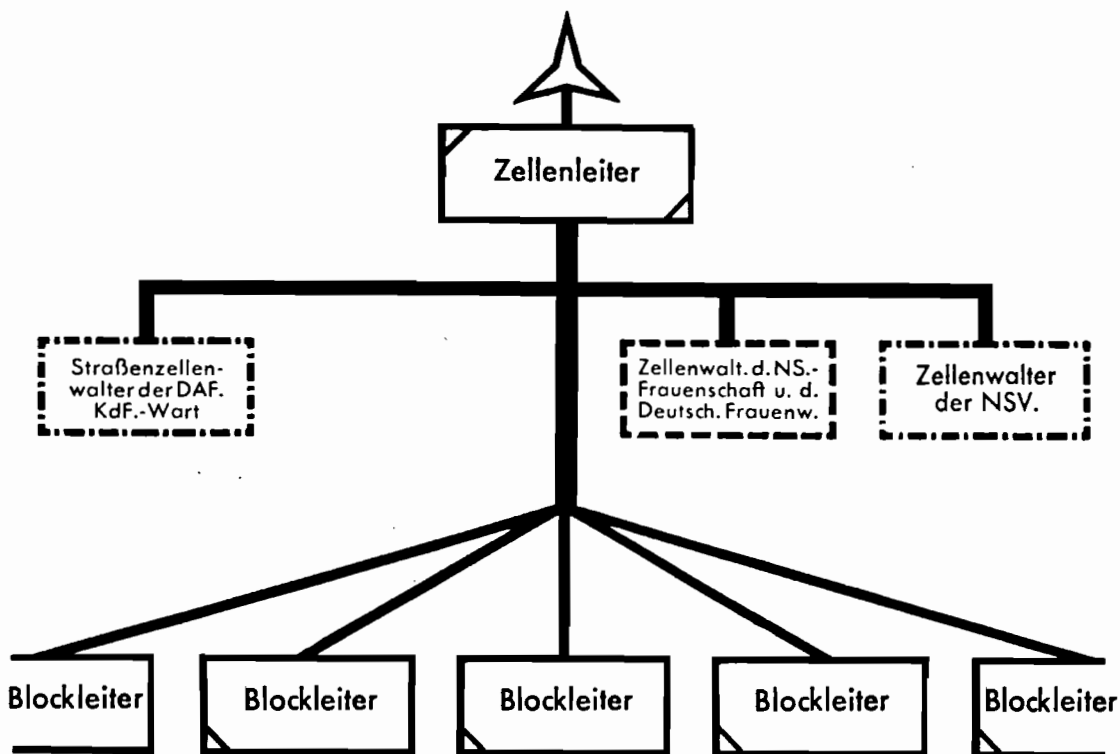 Zellenleiter
Straßenzellen-
walter der DAF.
KdF.-Wart
Zellenwalt. d. NS.-
Frauenschaft u. d.
Deutsch. Frauenw.
Zellenwalter
der NSV.
Blockleiter
Blockleiter
Blockleiter
Blockleiter
Blockleiter